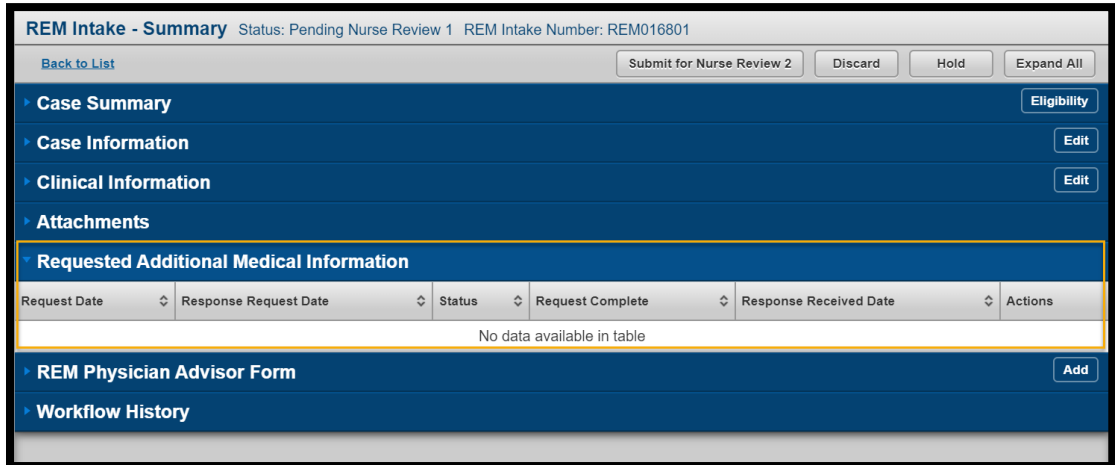 REM Intake - Summary Status: Pending Nurse Review 1 REM Intake Number: REM016801
Back to List Submit for Nurse Review 2 Discard Hold Expand All
Case Summary Eligibility
Case Information Edit
Clinical Information Edit
Attachments
Requested Additional Medical Information
Request Date Response Request Date Status Request Complete Response Received Date Actions
No data available in table
REM Physician Advisor Form Add
Workflow History